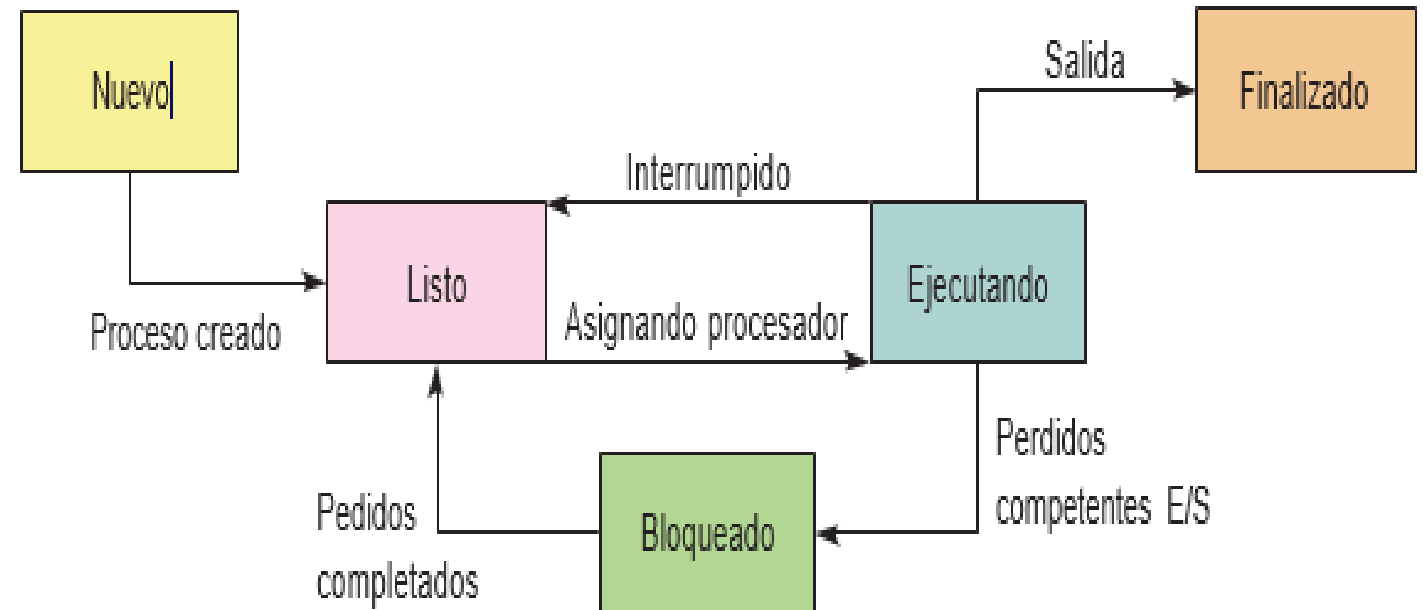 Nuevo
Salida
Finalizado
Interrumpido
Listo
Ejecutando
Proceso creado
Asignando procesador
Perdidos
competentes E/S
Pedidos
completados
Bloqueado